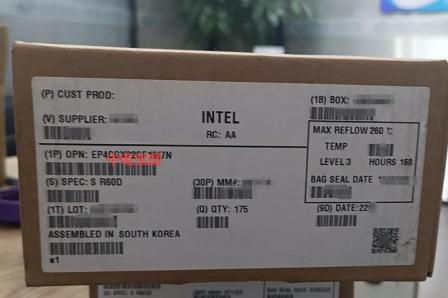 (P) CUST PROD:
(1B) BOX:
(V) SUPPLIER:
INTEL
RC: AA
MAX REFLOW 260 ℃
TEMP
LEVEL 3 HOURS 168
BAG SEAL DATE
(1P) OPN:
(S) SPEC: S R60D
(30P) MM#:
(1T) LOT:
(Q) QTY: 175
(9D) DATE:22
ASSEMBLED IN SOUTH KOREA
e1